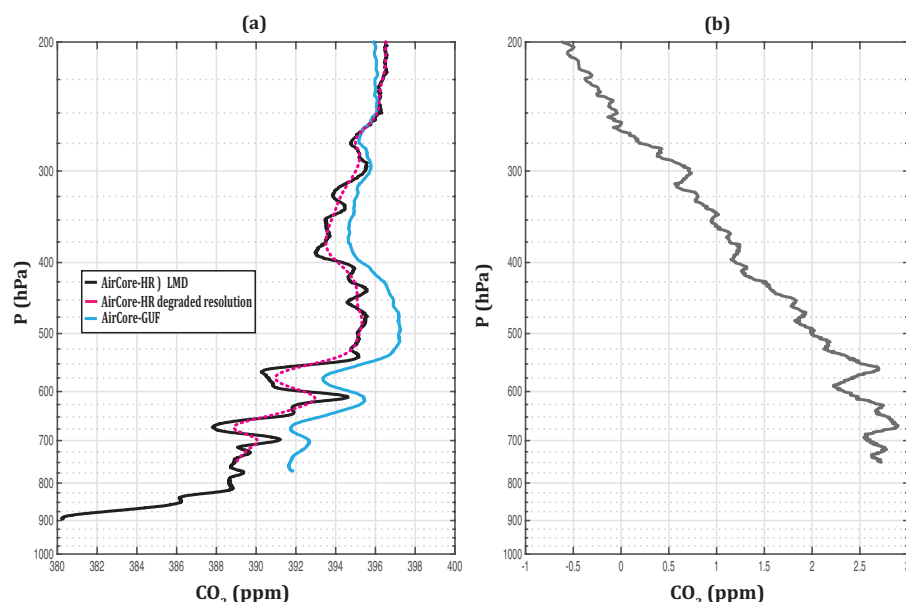 (a)
(b)
200
300
400
500
600
700
800
900
1000
P (hPa)
AirCore-HR ) LMD
AirCore-HR degraded resolution
AirCore-GUF
380 382 384 386 388 390 392 394 396 398 400
CO2 (ppm)
200
300
400
500
600
700
800
900
1000
P (hPa)
-1 -0.5 0 0.5 1 1.5 2 2.5 3
CO2 (ppm)